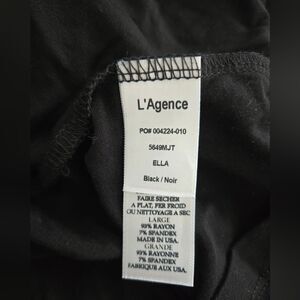 L'Agence
PO# 004224-010
5649MJT
ELLA
Black / Noir
FAIRE SECHER
A PLAT, FER FROID
OU NETTOYAGE A SEC
LARGE
93% RAYON
7% SPANDEX
MADE IN USA.
GRANDE
93% RAYONNE
7% SPANDEX
FABRIQUE AUX USA.